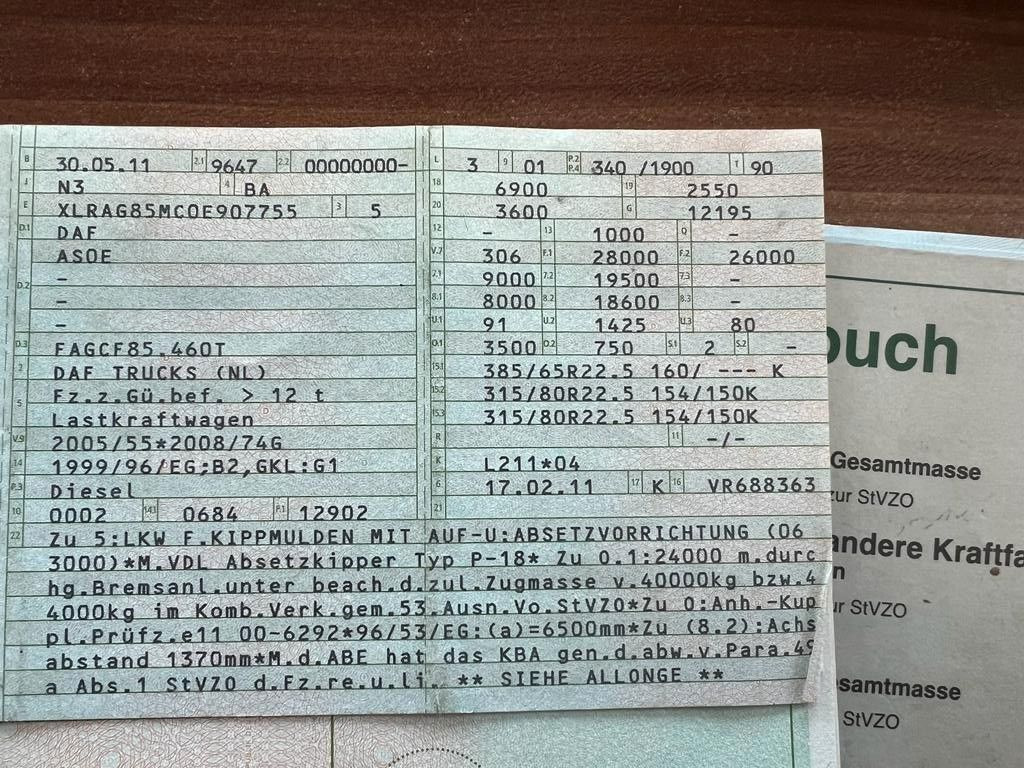 B 30.05.11 2.1 9647 2.2 00000000-
J N3 4 BA
E XLRAG85MC0E907755 3 5
D.1 DAF
AS0E
-
D.2 -
-
D.3 FAGCF85.460T
2 DAF TRUCKS (NL)
5 Fz.z.Gü.bef. > 12 t
Lastkraftwagen
V.9 2005/55*2008/74G
14 1999/96/EG;B2,GKL:G1
P.3 Diesel
10 0002 14.1 0684 P.1 12902
L 3 9 01 P.2 P.4 340 /1900 T 90
18 6900 19 2550
20 3600 G 12195
12 - 13 1000 Q -
V.7 306 F.1 28000 F.2 26000
7.1 9000 7.2 19500 7.3 -
8.1 8000 8.2 18600 8.3 -
U.1 91 U.2 1425 U.3 80
O.1 3500 O.2 750 S.1 2 S.2 -
15.1 385/65R22.5 160/ --- K
15.2 315/80R22.5 154/150K
15.3 315/80R22.5 154/150K
R 11 -/-
K L211*04
6 17.02.11 17 K 16 VR688363
21
22 Zu 5:LKW F.KIPPMULDEN MIT AUF-U:ABSETZVORRICHTUNG (06
3000)*M.VDL Absetzkipper Typ P-18* Zu 0.1:24000 m.durc
hg.Bremsanl.unter beach.d.zul.Zugmasse v.40000kg bzw.4
4000kg im Komb.Verk.gem.53.Ausn.Vo.StVZO*Zu O:Anh.-Kup
pl.Prüfz.e11 00-6292*96/53/EG:(a)=6500mm*Zu (8.2):Achs
abstand 1370mm*M.d.ABE hat das KBA gen.d.abw.v.Para.49
a Abs.1 StVZO d.Fz.re.u.li. ** SIEHE ALLONGE **
buch
Gesamtmasse
zur StVZO
andere Kraftfa
n
ur StVZO
samtmasse
StVZO